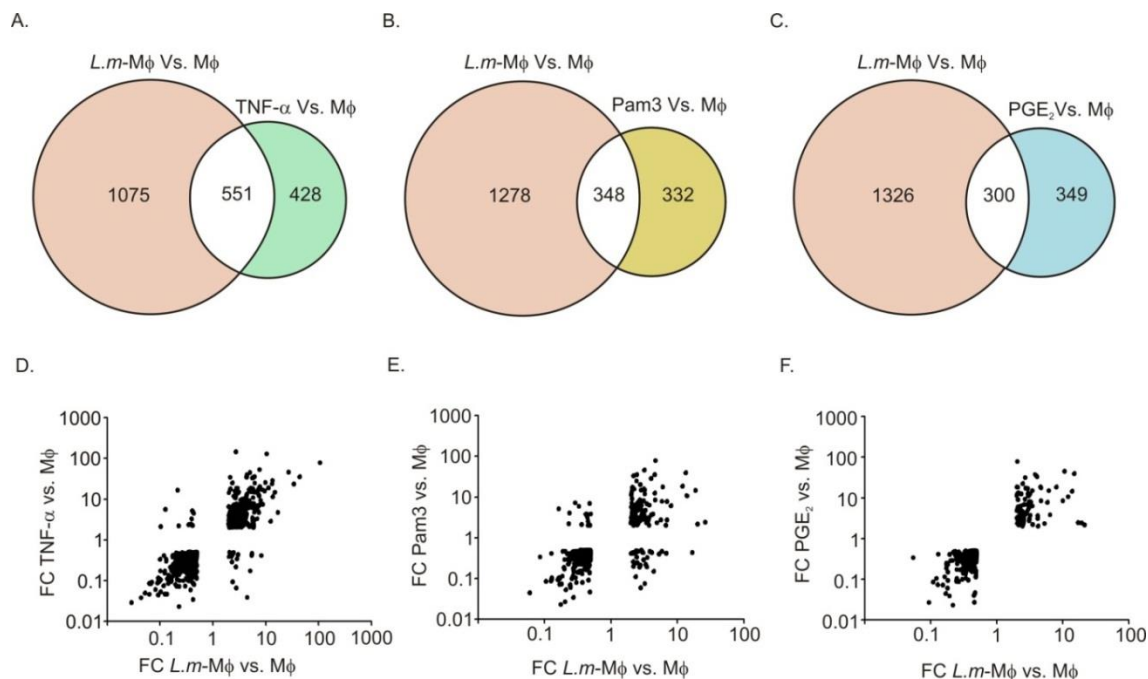 A.
B.
C.
L.m-Mϕ Vs. Mϕ
TNF-α Vs. Mϕ
1075
551
428
L.m-Mϕ Vs. Mϕ
Pam3 Vs. Mϕ
1278
348
332
L.m-Mϕ Vs. Mϕ
PGE₂Vs. Mϕ
1326
300
349
D.
E.
F.
FC TNF-α vs. Mϕ
1000
100
10
1
0.1
0.01
0.1
1
10
100
1000
FC L.m-Mϕ vs. Mϕ
FC Pam3 vs. Mϕ
1000
100
10
1
0.1
0.01
0.1
1
10
100
FC L.m-Mϕ vs. Mϕ
FC PGE₂ vs. Mϕ
1000
100
10
1
0.1
0.01
0.1
1
10
100
FC L.m-Mϕ vs. Mϕ